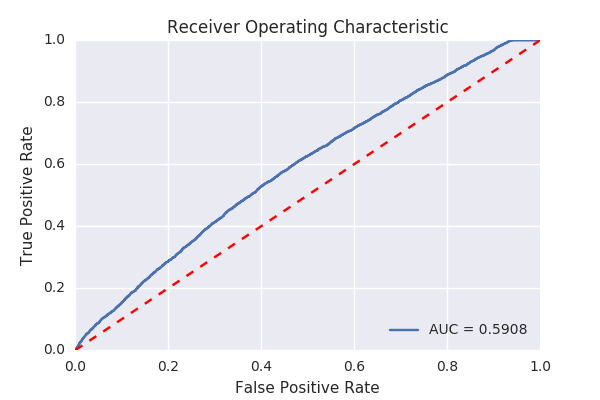 Receiver Operating Characteristic
1.0
0.8
0.6
0.4
0.2
0.0
True Positive Rate
AUC = 0.5908
0.0 0.2 0.4 0.6 0.8 1.0
False Positive Rate